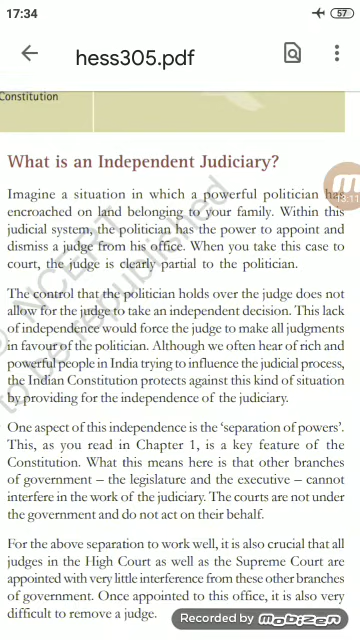 17:34
57
hess305.pdf
Constitution
What is an Independent Judiciary?
Imagine a situation in which a powerful politician has
encroached on land belonging to your family. Within this
judicial system, the politician has the power to appoint and
dismiss a judge from his office. When you take this case to
court, the judge is clearly partial to the politician.
The control that the politician holds over the judge does not
allow for the judge to take an independent decision. This lack
of independence would force the judge to make all judgments
in favour of the politician. Although we often hear of rich and
powerful people in India trying to influence the judicial process,
the Indian Constitution protects against this kind of situation
by providing for the independence of the judiciary.
One aspect of this independence is the ‘separation of powers’.
This, as you read in Chapter 1, is a key feature of the
Constitution. What this means here is that other branches
of government – the legislature and the executive – cannot
interfere in the work of the judiciary. The courts are not under
the government and do not act on their behalf.
For the above separation to work well, it is also crucial that all
judges in the High Court as well as the Supreme Court are
appointed with very little interference from these other branches
of government. Once appointed to this office, it is also very
difficult to remove a judge.
Recorded by mobizen
NCERT
to be republished